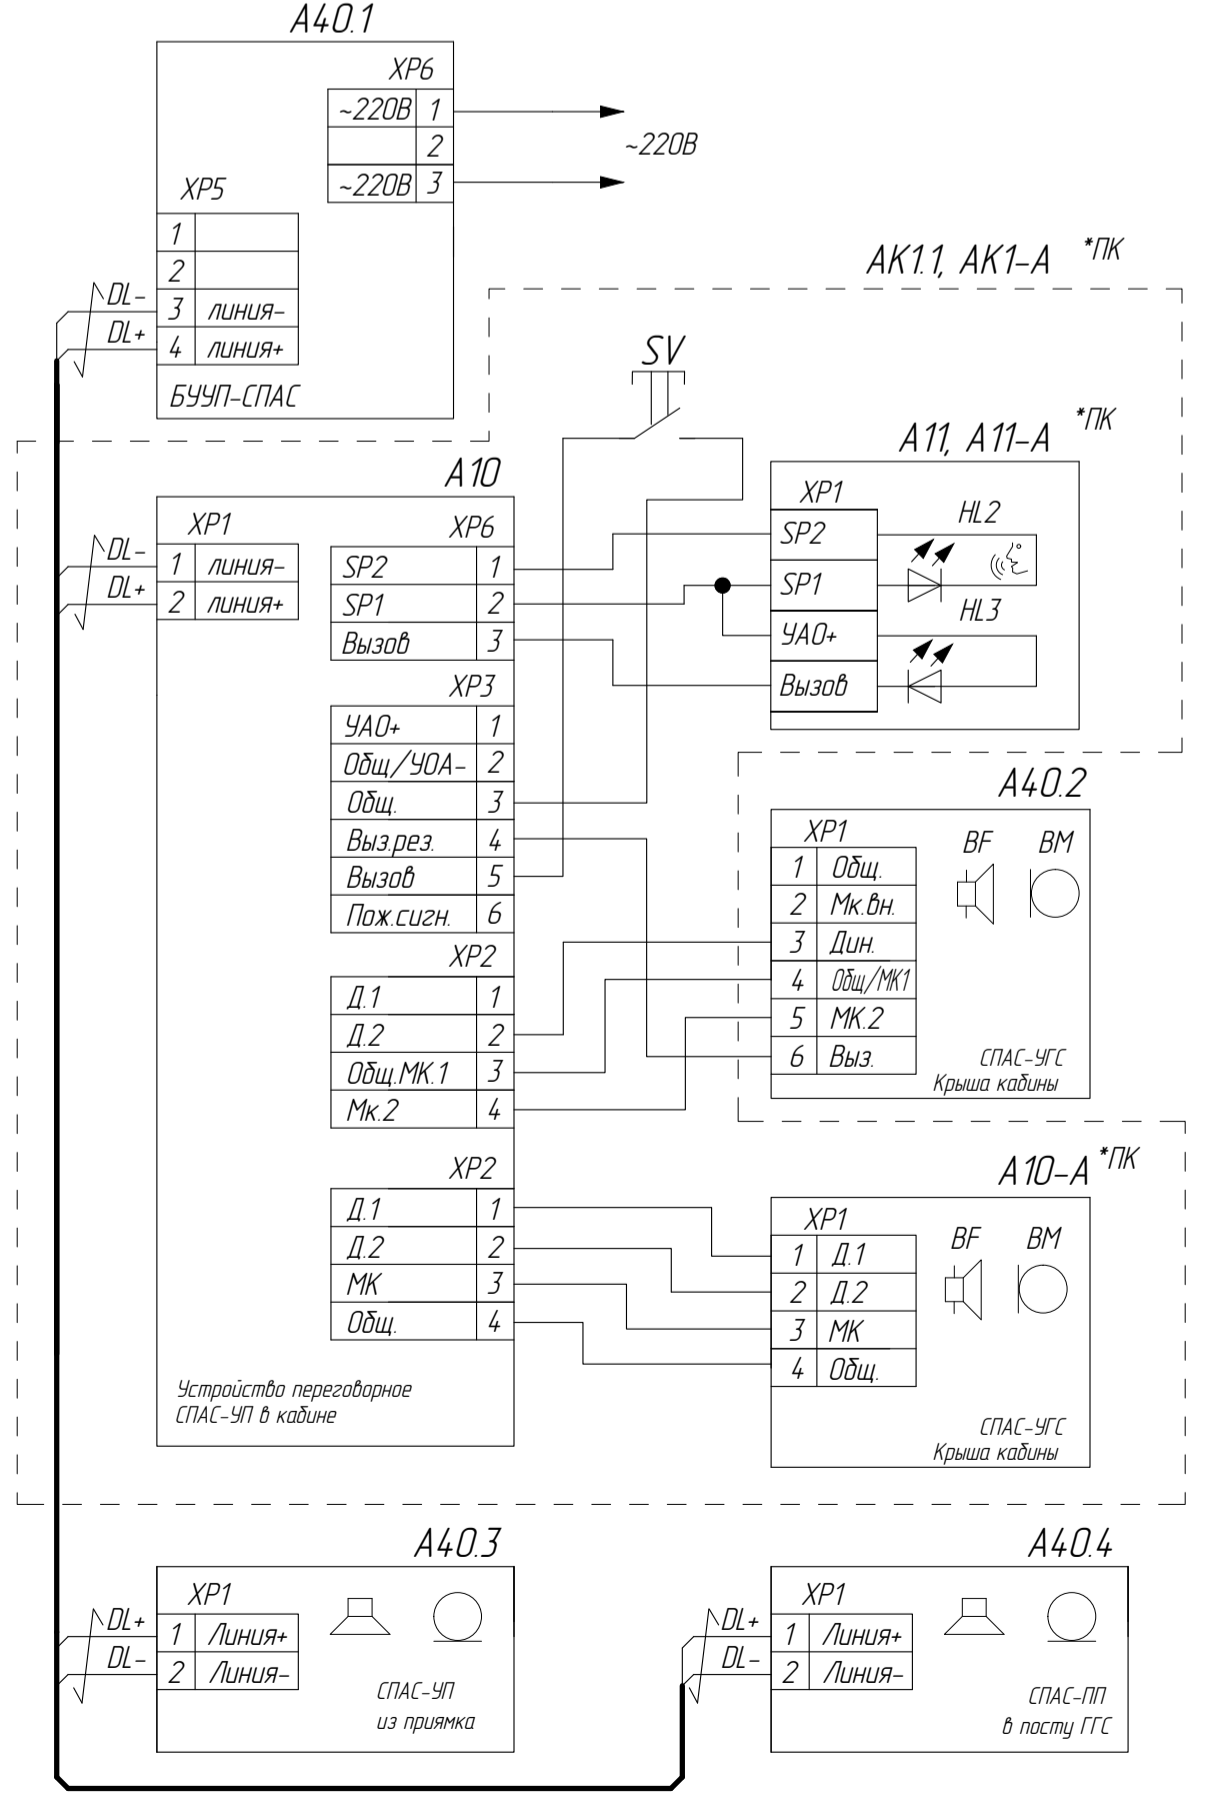 А40.1
ХР6
~220В 1
2
~220В 3
~220В
ХР5
1
2
DL-
3 линия-
DL+
4 линия+
БУУП-СПАС
АК1.1, АК1-А *ПК
SV
А11, А11-А *ПК
ХР1
SP2
SP1
УАО+
Вызов
HL2
HL3
А10
ХР1
DL-
1 линия-
DL+
2 линия+
ХР6
SP2 1
SP1 2
Вызов 3
ХР3
УАО+ 1
Общ/УОА- 2
Общ. 3
Выз.рез. 4
Вызов 5
Пож.сигн. 6
ХР2
Д.1 1
Д.2 2
Общ.МК.1 3
Мк.2 4
ХР2
Д.1 1
Д.2 2
МК 3
Общ. 4
Устройство переговорное
СПАС-УП в кабине
А40.2
ХР1
BF BM
1 Общ.
2 Мк.вн.
3 Дин.
4 Общ/МК1
5 МК.2
6 Выз.
СПАС-УГС
Крыша кабины
А10-А *ПК
ХР1
BF BM
1 Д.1
2 Д.2
3 МК
4 Общ.
СПАС-УГС
Крыша кабины
А40.3
ХР1
DL+
1 Линия+
DL-
2 Линия-
СПАС-УП
из приямка
А40.4
ХР1
DL+
1 Линия+
DL-
2 Линия-
СПАС-ПП
в посту ГГС